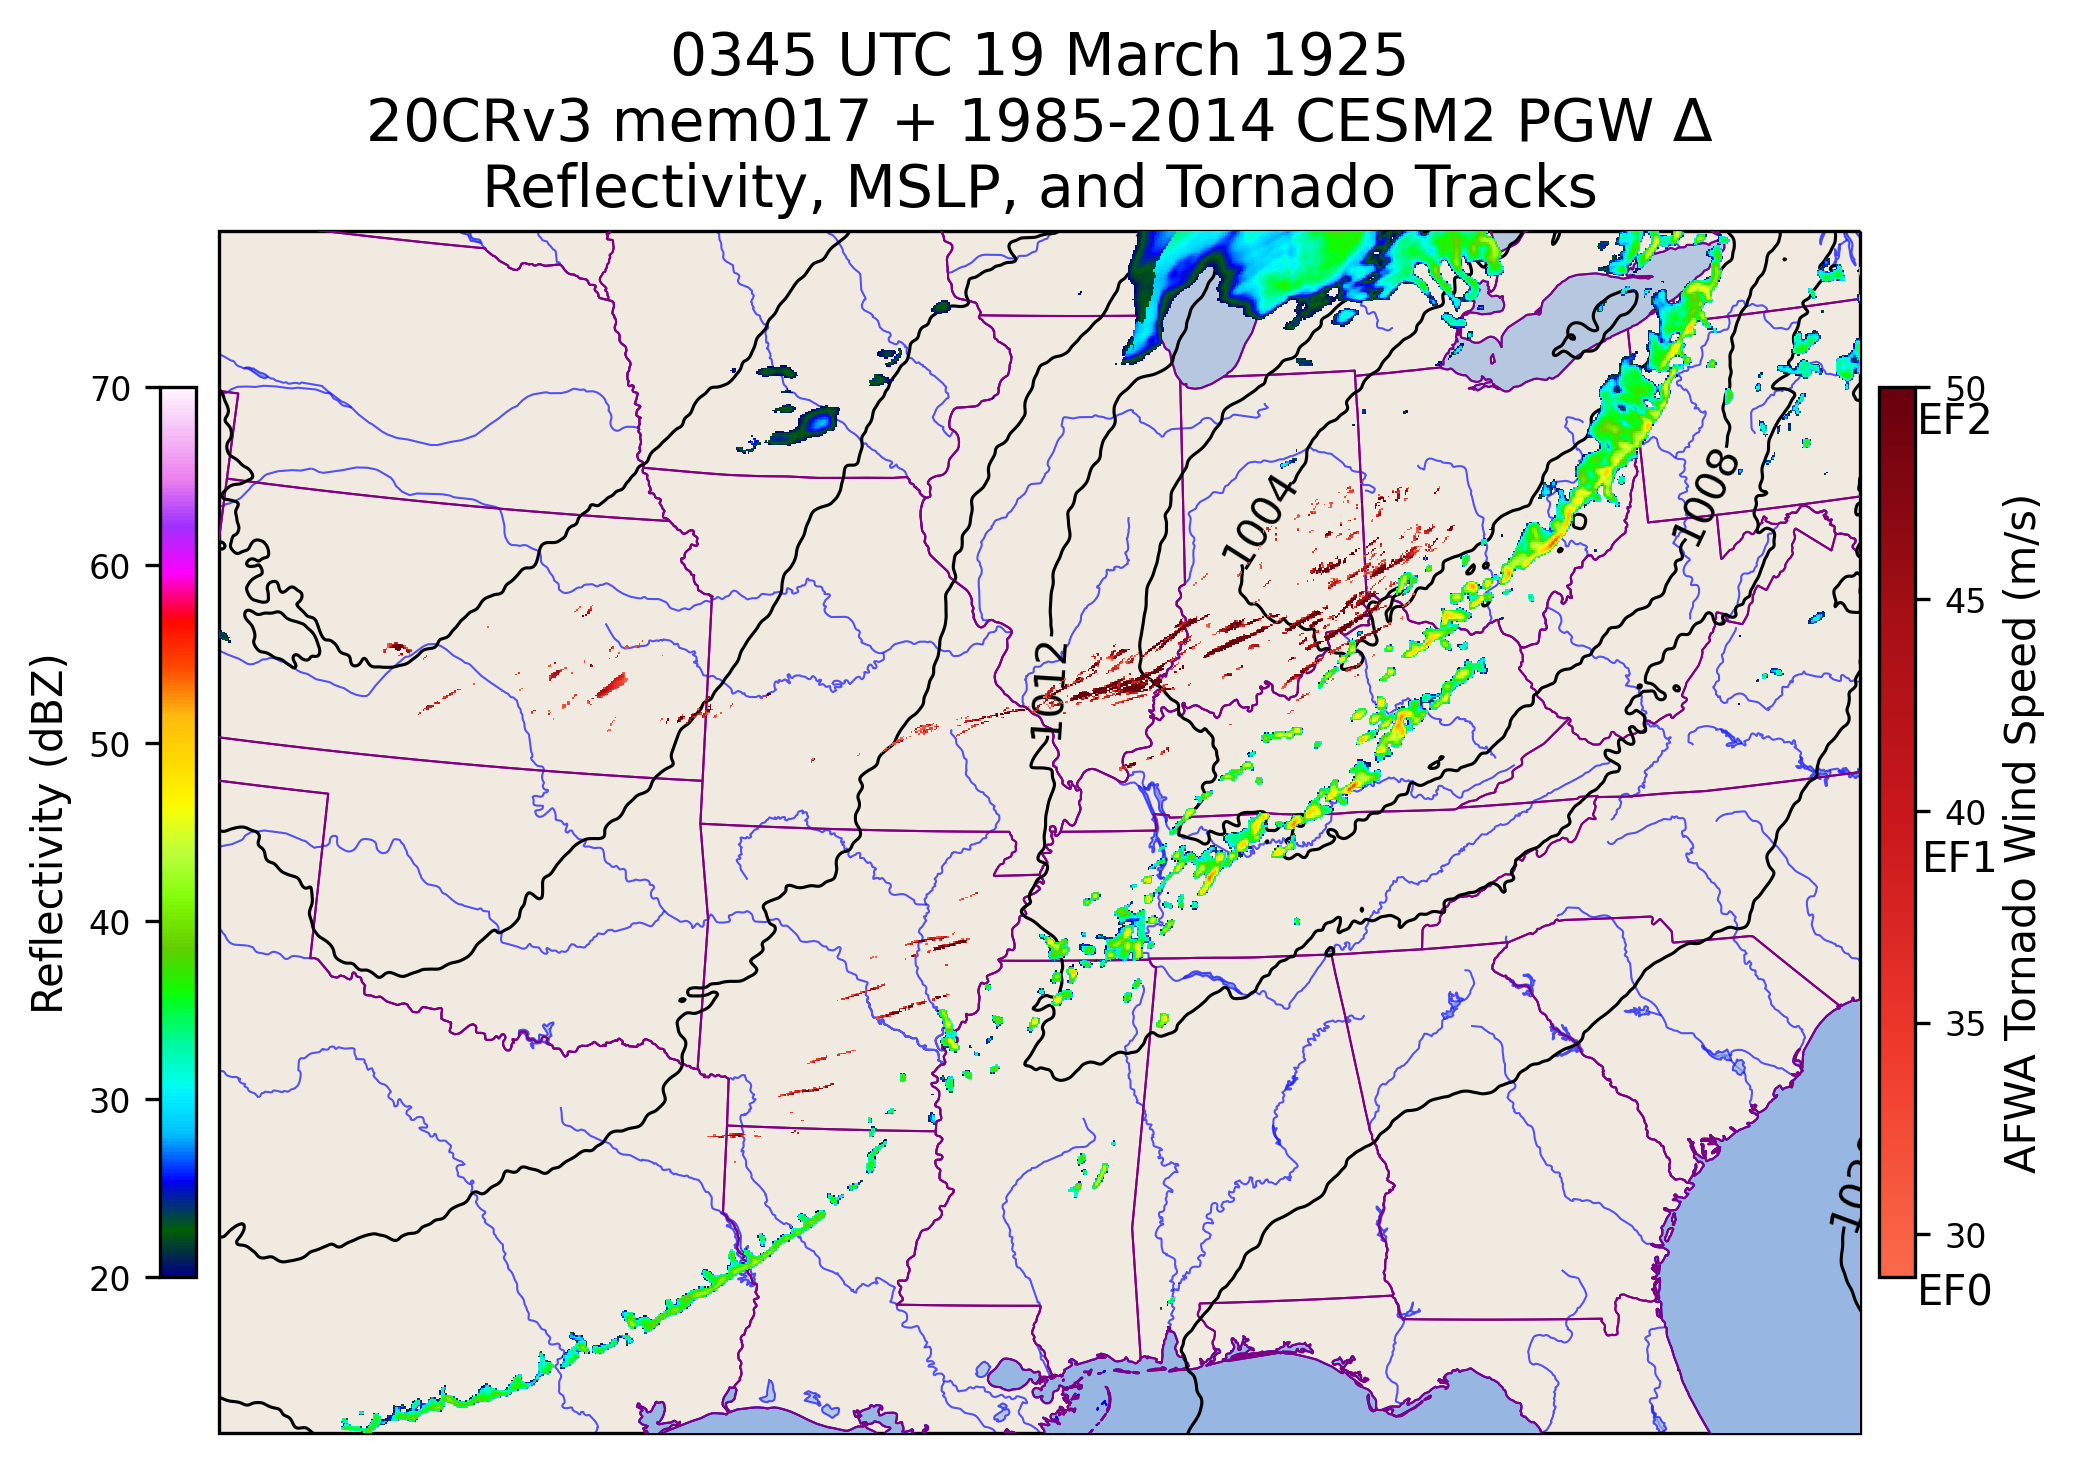 0345 UTC 19 March 1925
20CRv3 mem017 + 1985-2014 CESM2 PGW Δ
Reflectivity, MSLP, and Tornado Tracks
Reflectivity (dBZ)
70
60
50
40
30
20
1004
1008
1012
50
EF2
45
40
EF1
35
30
EF0
AFWA Tornado Wind Speed (m/s)